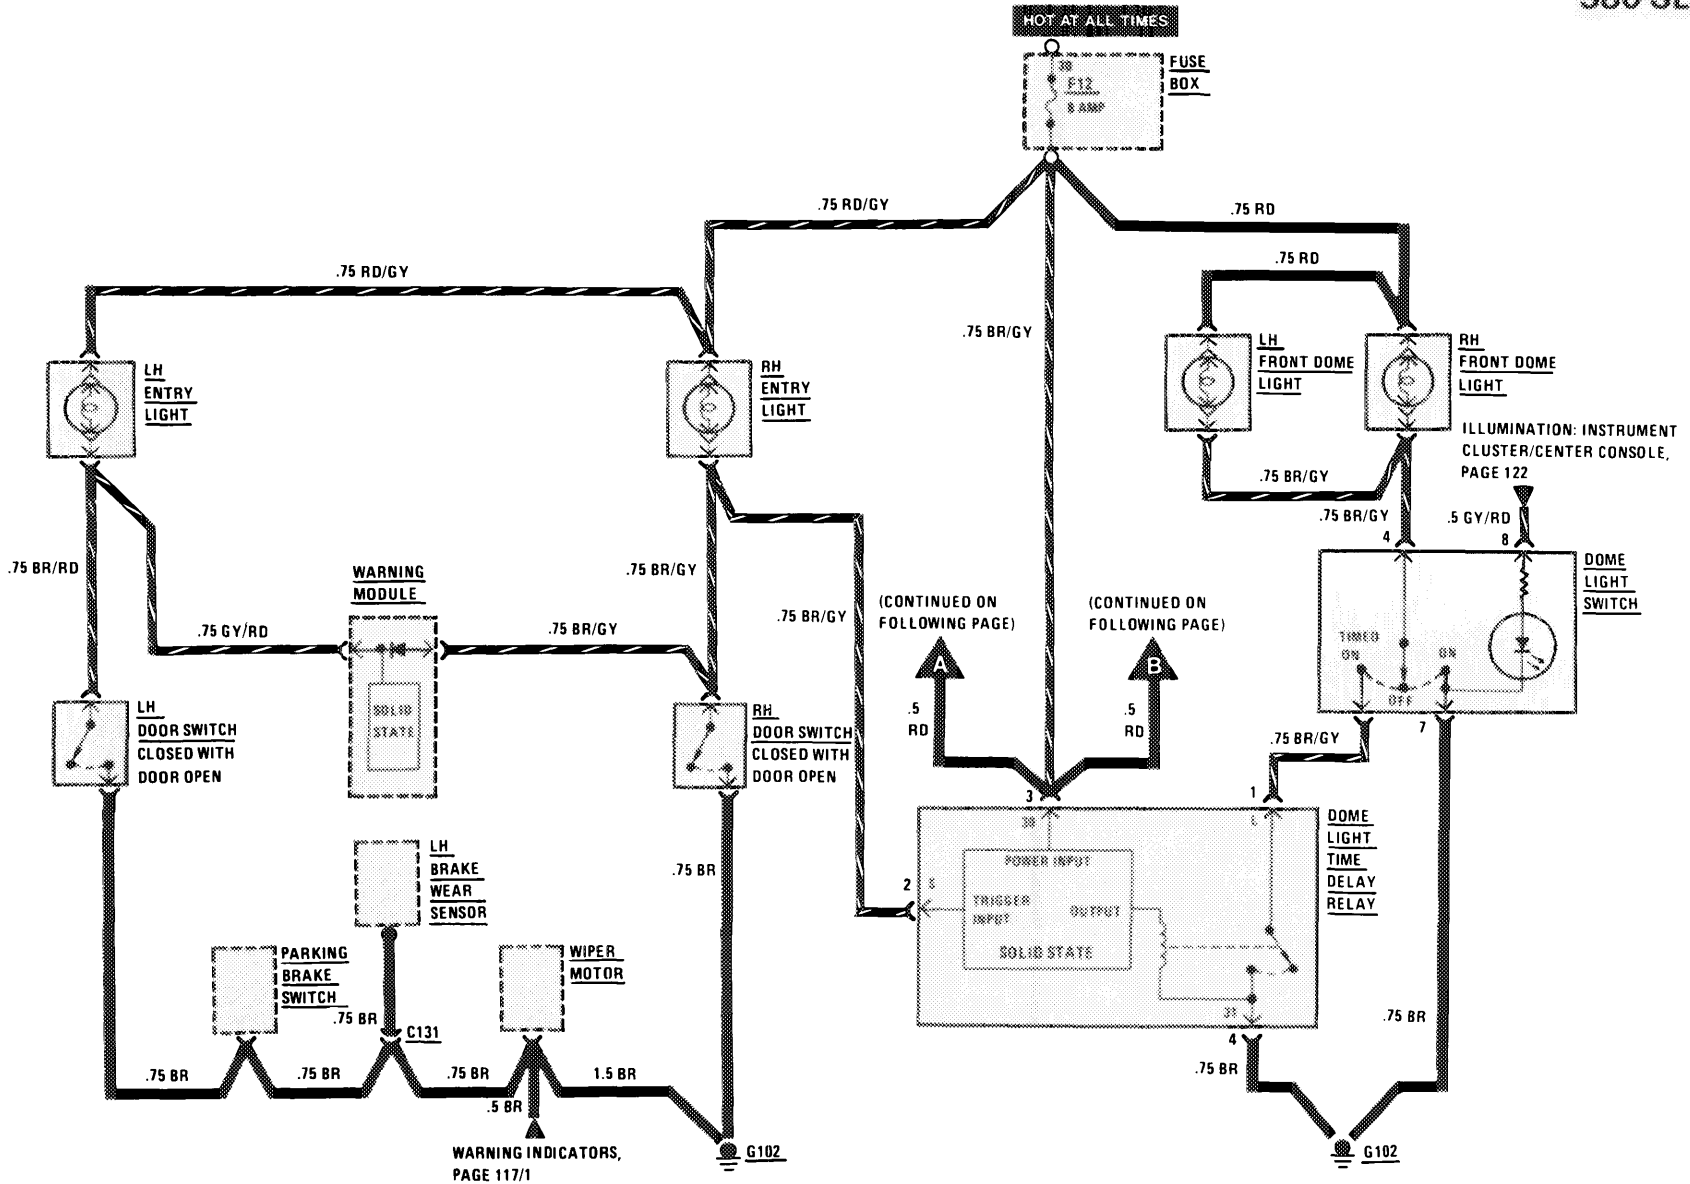 HOT AT ALL TIMES
30
F12
8 AMP
FUSE
BOX
.75 RD/GY
.75 RD
.75 RD/GY
.75 RD
.75 BR/GY
LH
ENTRY
LIGHT
RH
ENTRY
LIGHT
LH
FRONT DOME
LIGHT
RH
FRONT DOME
LIGHT
ILLUMINATION: INSTRUMENT
CLUSTER/CENTER CONSOLE,
PAGE 122
.75 BR/GY
.75 BR/GY
.5 GY/RD
4
8
.75 BR/RD
WARNING
MODULE
.75 BR/GY
DOME
LIGHT
SWITCH
(CONTINUED ON
FOLLOWING PAGE)
(CONTINUED ON
FOLLOWING PAGE)
.75 BR/GY
.75 GY/RD
.75 BR/GY
TIMED
ON
ON
OFF
A
B
SOLID
STATE
LH
DOOR SWITCH
CLOSED WITH
DOOR OPEN
RH
DOOR SWITCH
CLOSED WITH
DOOR OPEN
.5
RD
.5
RD
7
.75 BR/GY
3
1
30
L
DOME
LIGHT
TIME
DELAY
RELAY
LH
BRAKE
WEAR
SENSOR
.75 BR
POWER INPUT
2
S
TRIGGER
INPUT
OUTPUT
SOLID STATE
PARKING
BRAKE
SWITCH
WIPER
MOTOR
.75 BR
C131
31
4
.75 BR
.75 BR
.75 BR
.75 BR
.75 BR
1.5 BR
.5 BR
WARNING INDICATORS,
PAGE 117/1
G102
G102